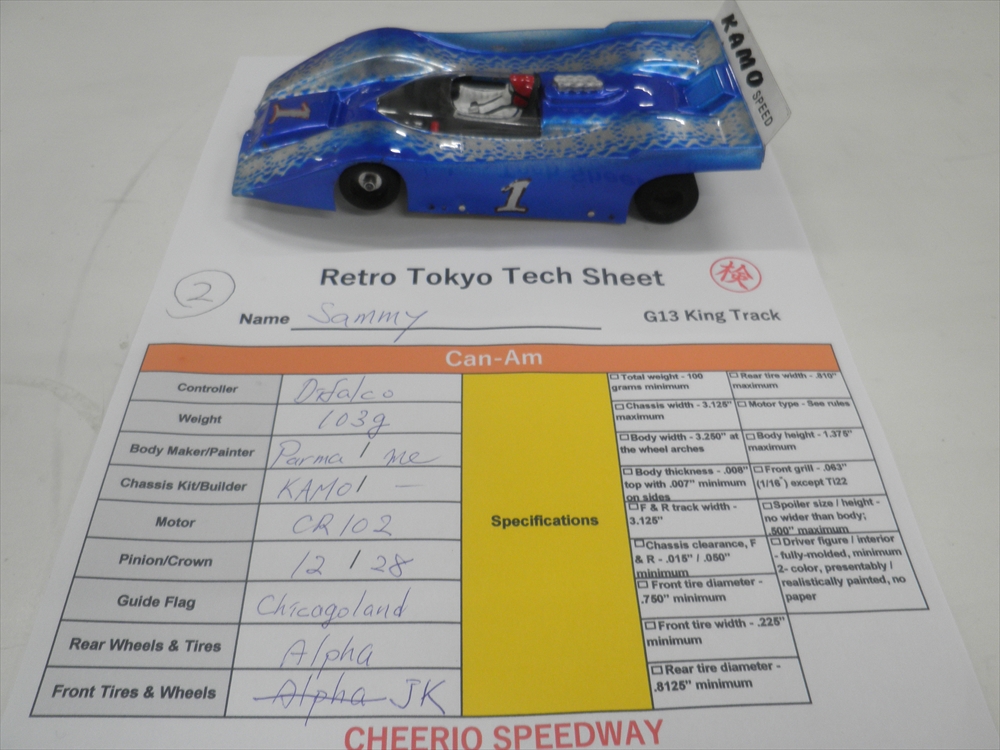 KAMO
SPEED
1
1
Retro Tokyo Tech Sheet
検
2
Name Sammy
G13 King Track
Can-Am
Controller Difalco
Weight 103g
Body Maker/Painter Parma / me
Chassis Kit/Builder KAMO / —
Motor CR102
Pinion/Crown 12 / 28
Guide Flag Chicagoland
Rear Wheels & Tires Alpha
Front Tires & Wheels Alpha JK
Specifications
☐ Total weight - 100
grams minimum
☐ Chassis width - 3.125"
maximum
☐ Body width - 3.250" at
the wheel arches
☐ Body thickness - .008"
top with .007" minimum
on sides
☐ F & R track width -
3.125"
☐ Chassis clearance, F
& R - .015" / .050"
minimum
☐ Front tire diameter -
.750" minimum
☐ Front tire width - .225"
minimum
☐ Rear tire diameter -
.8125" minimum
☐ Rear tire width - .810"
maximum
☐ Motor type - See rules
☐ Body height - 1.375"
maximum
☐ Front grill - .063"
(1/16") except Ti22
☐ Spoiler size / height -
no wider than body;
.500" maximum
☐ Driver figure / interior
- fully-molded, minimum
2- color, presentably /
realistically painted, no
paper
CHEERIO SPEEDWAY